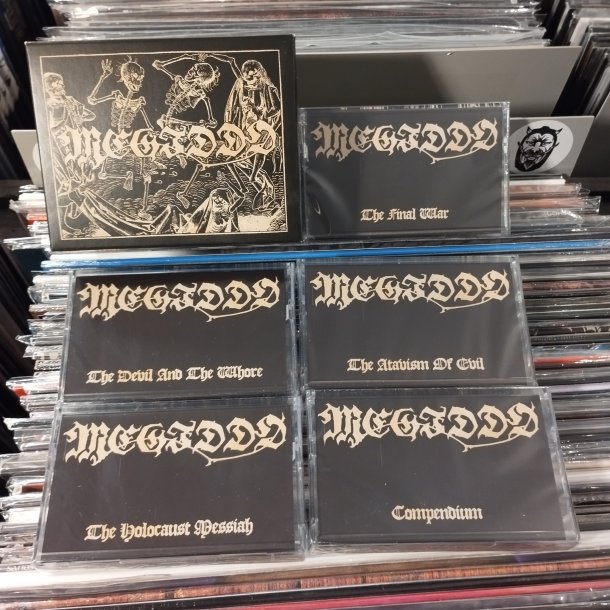 MEGIDDO
MEGIDDO
The Final War
MEGIDDO
The Devil And The Whore
MEGIDDO
The Atavism Of Evil
MEGIDDO
The Holocaust Messiah
MEGIDDO
Compendium